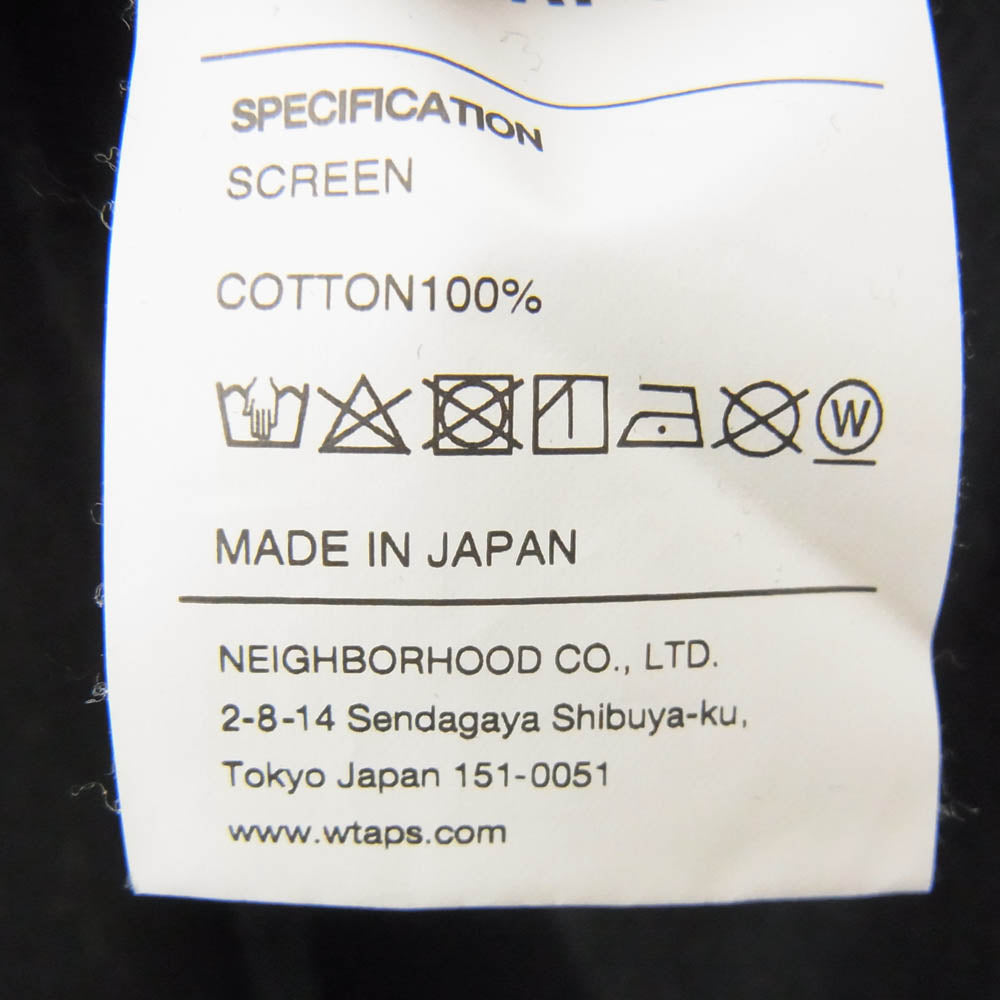 SPECIFICATION
SCREEN
COTTON100%
W
MADE IN JAPAN
NEIGHBORHOOD CO., LTD.
2-8-14 Sendagaya Shibuya-ku,
Tokyo Japan 151-0051
www.wtaps.com